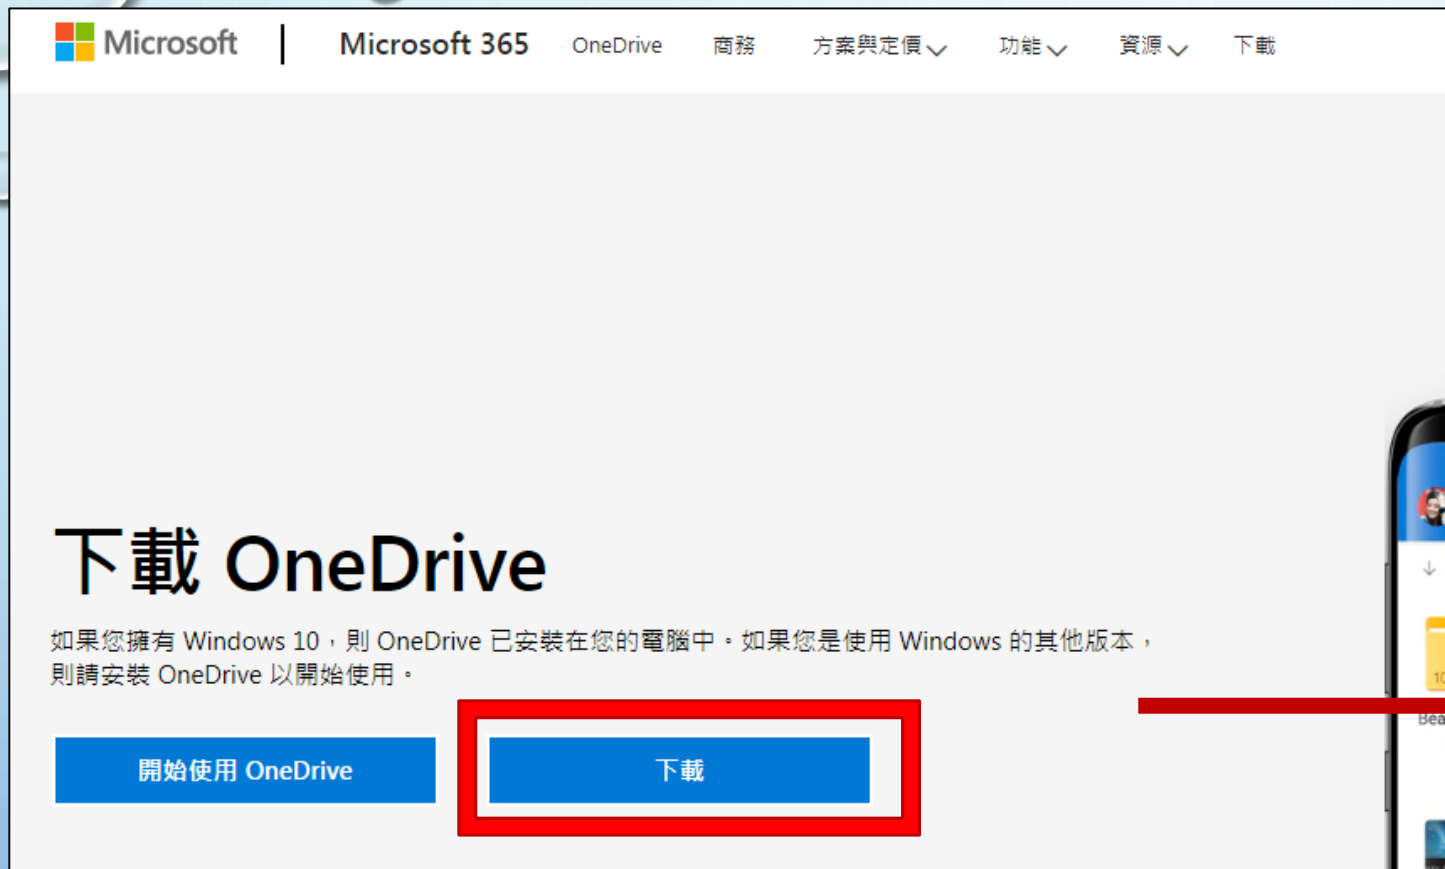 Microsoft Microsoft 365 OneDrive 商務 方案與定價 功能 資源 下載
下載 OneDrive
如果您擁有 Windows 10，則 OneDrive 已安裝在您的電腦中。如果您是使用 Windows 的其他版本，
則請安裝 OneDrive 以開始使用。
開始使用 OneDrive 下載